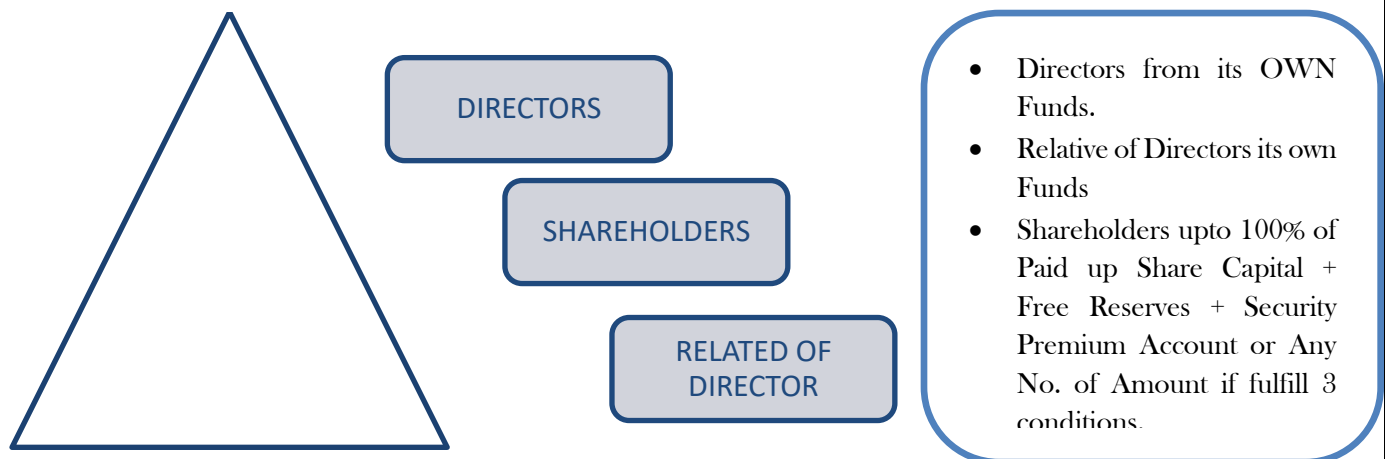 DIRECTORS
SHAREHOLDERS
RELATED OF
DIRECTOR
• Directors from its OWN
Funds.
• Relative of Directors its own
Funds
• Shareholders upto 100% of
Paid up Share Capital +
Free Reserves + Security
Premium Account or Any
No. of Amount if fulfill 3
conditions.